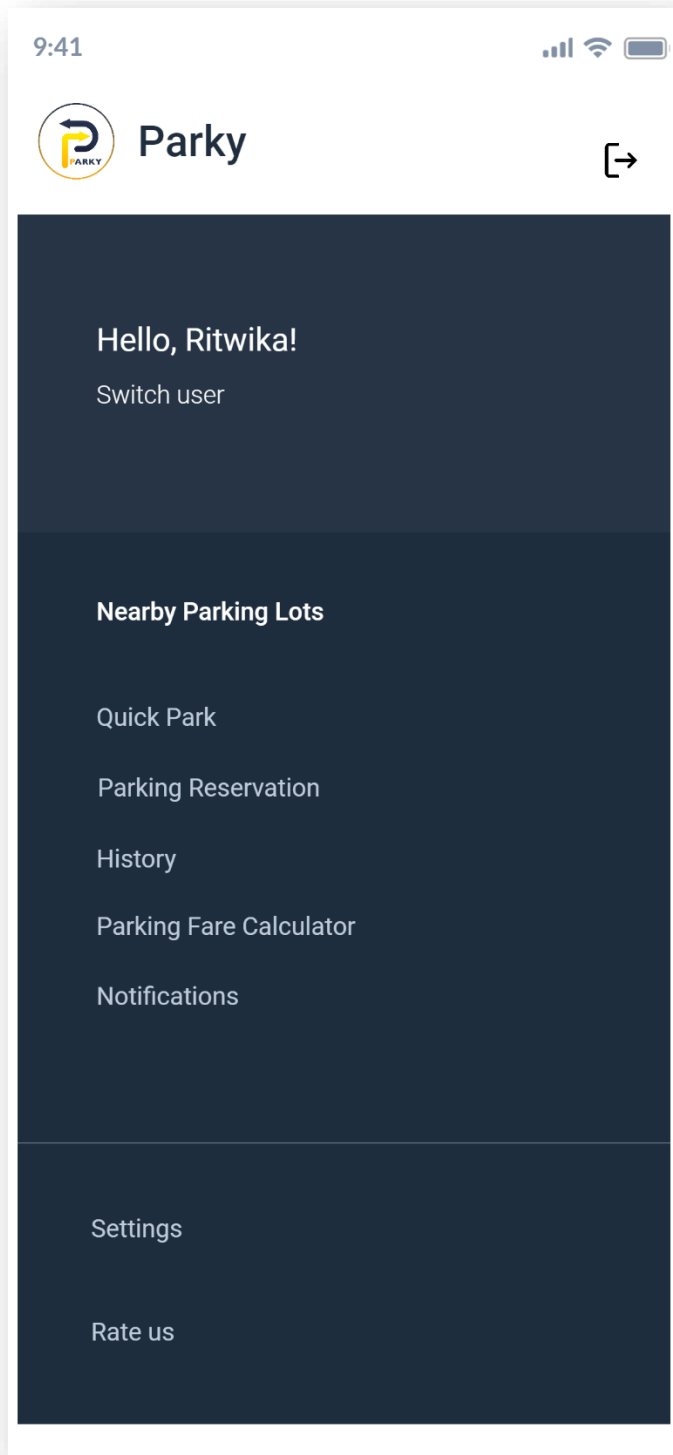 9:41
PARKY
Parky
Hello, Ritwika!
Switch user
Nearby Parking Lots
Quick Park
Parking Reservation
History
Parking Fare Calculator
Notifications
Settings
Rate us